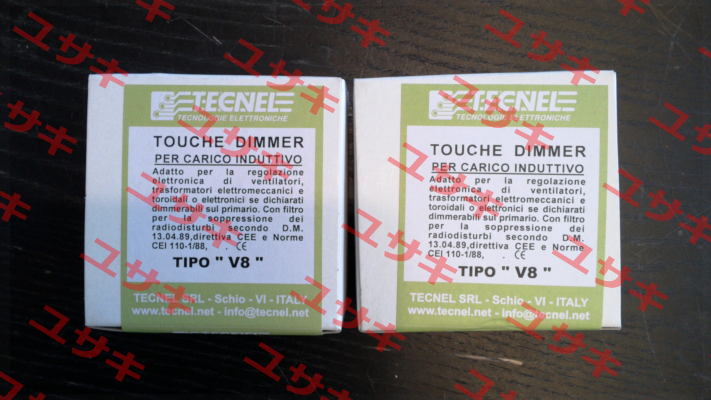 TECNEL
TECNOLOGIE ELETTRONICHE
TOUCHE DIMMER
PER CARICO INDUTTIVO
Adatto per la regolazione
elettronica di ventilatori,
trasformatori elettromeccanici e
toroidali o elettronici se dichiarati
dimmerabili sul primario. Con filtro
per la soppressione dei
radiodisturbi secondo D.M.
13.04.89, direttiva CEE e Norme
CEI 110-1/88, . CE
TIPO " V8 "
TECNEL SRL - Schio - VI - ITALY
www.tecnel.net - info@tecnel.net
TECNEL
TECNOLOGIE ELETTRONICHE
TOUCHE DIMMER
PER CARICO INDUTTIVO
Adatto per la regolazione
elettronica di ventilatori,
trasformatori elettromeccanici e
toroidali o elettronici se dichiarati
dimmerabili sul primario. Con filtro
per la soppressione dei
radiodisturbi secondo D.M.
13.04.89, direttiva CEE e Norme
CEI 110-1/88, . CE
TIPO " V8 "
TECNEL SRL - Schio - VI - ITALY
www.tecnel.net - info@tecnel.net
ユサキ